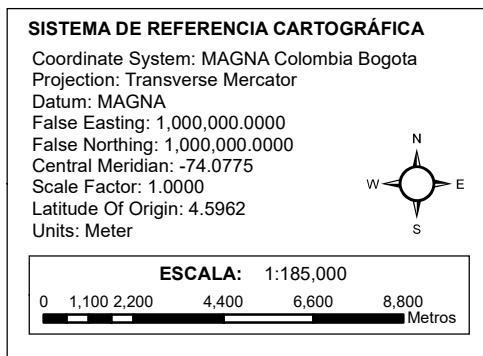 SISTEMA DE REFERENCIA CARTOGRÁFICA
Coordinate System: MAGNA Colombia Bogota
Projection: Transverse Mercator
Datum: MAGNA
False Easting: 1,000,000.0000
False Northing: 1,000,000.0000
Central Meridian: -74.0775
Scale Factor: 1.0000
Latitude Of Origin: 4.5962
Units: Meter
N
W E
S
ESCALA: 1:185,000
0 1,100 2,200 4,400 6,600 8,800
Metros